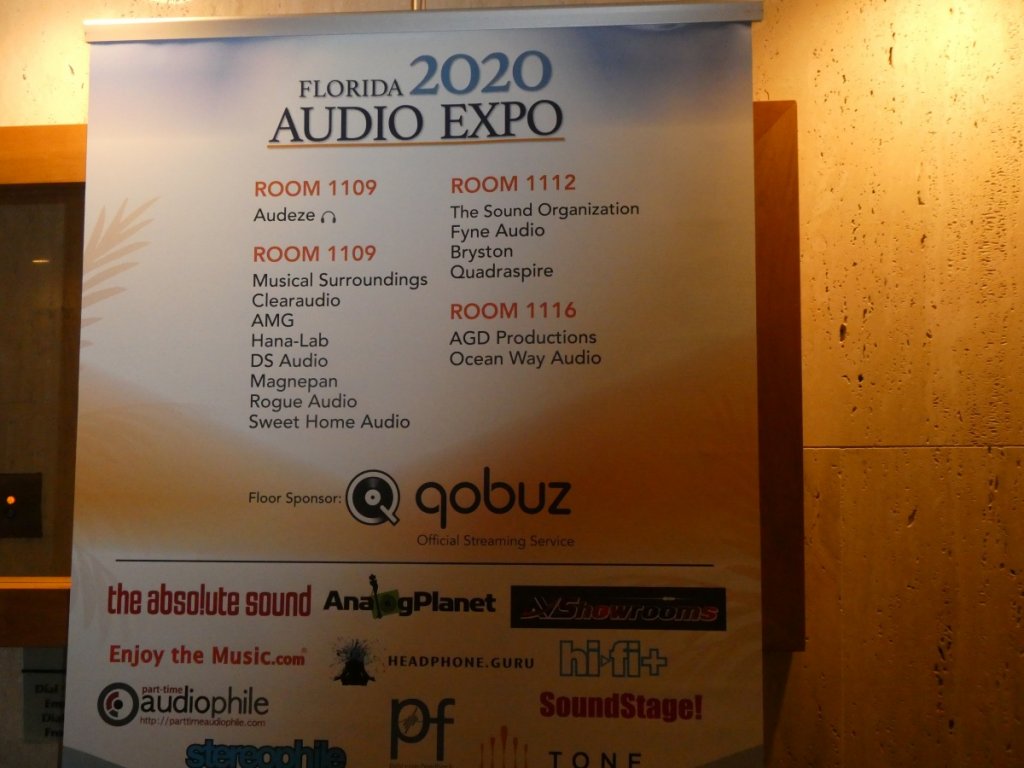 FLORIDA 2020
AUDIO EXPO
ROOM 1109
Audeze
ROOM 1109
Musical Surroundings
Clearaudio
AMG
Hana-Lab
DS Audio
Magnepan
Rogue Audio
Sweet Home Audio
ROOM 1112
The Sound Organization
Fyne Audio
Bryston
Quadraspire
ROOM 1116
AGD Productions
Ocean Way Audio
Floor Sponsor: qobuz
Official Streaming Service
the abso!ute sound
AnalogPlanet
AVShowrooms
Enjoy the Music.com®
HEADPHONE.GURU
hi-fi+
part-time
audiophile
http://parttimeaudiophile.com
pf
SoundStage!
stereophile
TONE
Dial